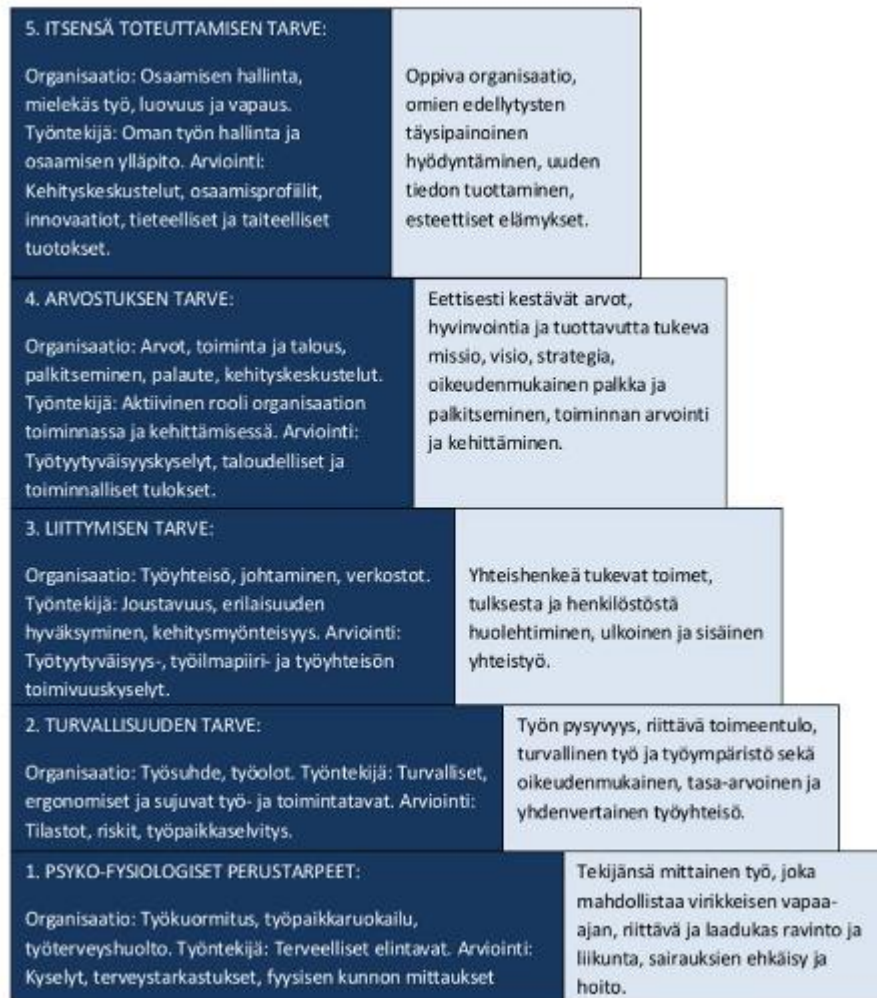 5. ITSENSÄ TOTEUTTAMISEN TARVE:
Organisaatio: Osaamisen hallinta,
mielekäs työ, luovuus ja vapaus.
Työntekijä: Oman työn hallinta ja
osaamisen ylläpito. Arviointi:
Kehityskeskustelut, osaamisprofiilit,
innovaatiot, tieteelliset ja taiteelliset
tuotokset.
Oppiva organisaatio,
omien edellytysten
täysipainoinen
hyödyntäminen, uuden
tiedon tuottaminen,
esteettiset elämykset.
4. ARVOSTUKSEN TARVE:
Organisaatio: Arvot, toiminta ja talous,
palkitseminen, palaute, kehityskeskustelut.
Työntekijä: Aktiivinen rooli organisaation
toiminnassa ja kehittämisessä. Arviointi:
Työtyytyväisyyskyselyt, taloudelliset ja
toiminnalliset tulokset.
Eettisesti kestävät arvot,
hyvinvointia ja tuottavutta tukeva
missio, visio, strategia,
oikeudenmukainen palkka ja
palkitseminen, toiminnan arvointi
ja kehittäminen.
3. LIITTYMISEN TARVE:
Organisaatio: Työyhteisö, johtaminen, verkostot.
Työntekijä: Joustavuus, erilaisuuden
hyväksyminen, kehitysmyönteisyys. Arviointi:
Työtyytyväisyys-, työilmapiiri- ja työyhteisön
toimivuuskyselyt.
Yhteishenkeä tukevat toimet,
tulksesta ja henkilöstöstä
huolehtiminen, ulkoinen ja sisäinen
yhteistyö.
2. TURVALLISUUDEN TARVE:
Organisaatio: Työsuhde, työolot. Työntekijä: Turvalliset,
ergonomiset ja sujuvat työ- ja toimintatavat. Arviointi:
Tilastot, riskit, työpaikkaselvitys.
Työn pysyvyys, riittävä toimeentulo,
turvallinen työ ja työympäristö sekä
oikeudenmukainen, tasa-arvoinen ja
yhdenvertainen työyhteisö.
1. PSYKO-FYSIOLOGISET PERUSTARPEET:
Organisaatio: Työkuormitus, työpaikkaruokailu,
työterveyshuolto. Työntekijä: Terveelliset elintavat. Arviointi:
Kyselyt, terveystarkastukset, fyysisen kunnon mittaukset
Tekijänsä mittainen työ, joka
mahdollistaa virikkeisen vapaa-
ajan, riittävä ja laadukas ravinto ja
liikunta, sairauksien ehkäisy ja
hoito.